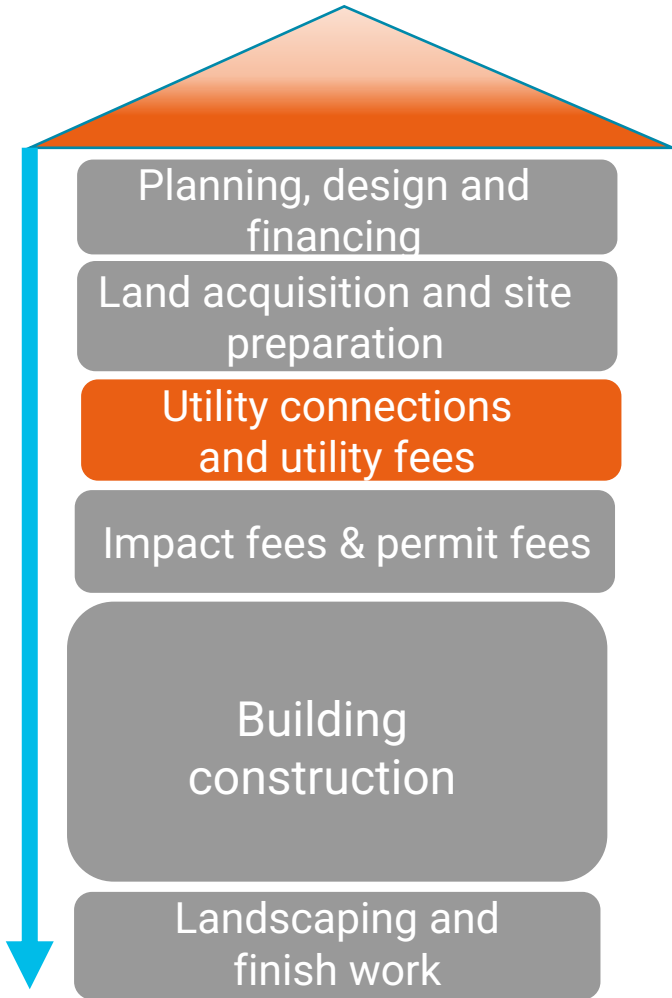 Planning, design and
financing
Land acquisition and site
preparation
Utility connections
and utility fees
Impact fees & permit fees
Building
construction
Landscaping and
finish work